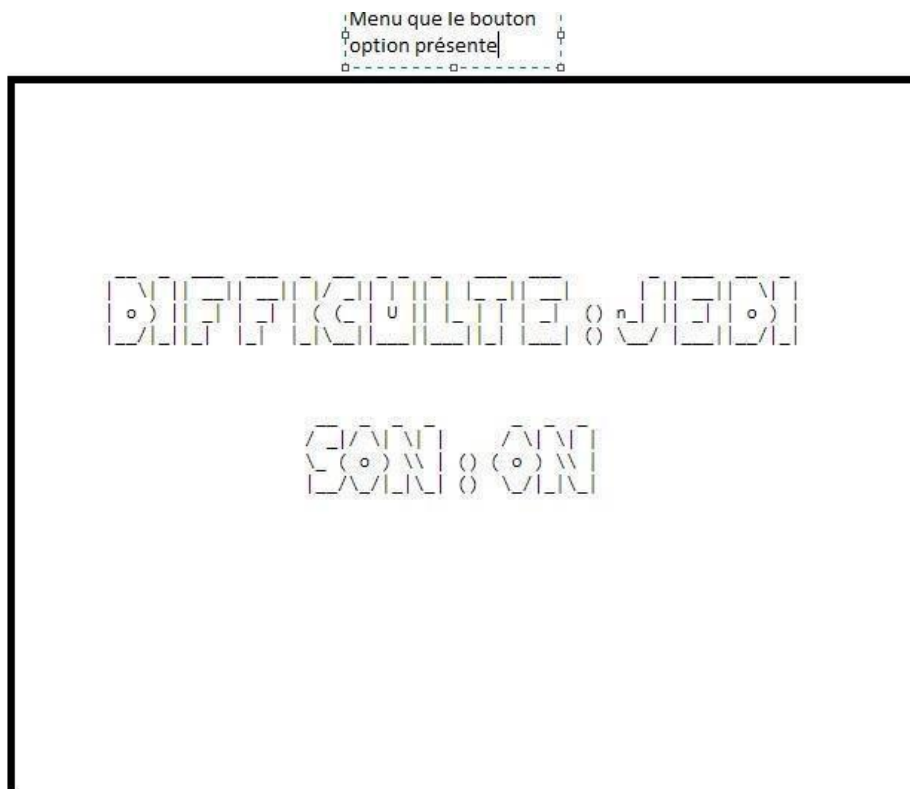 Menu que le bouton
option présente
DIFFICULTE : JEDI
SON : ON